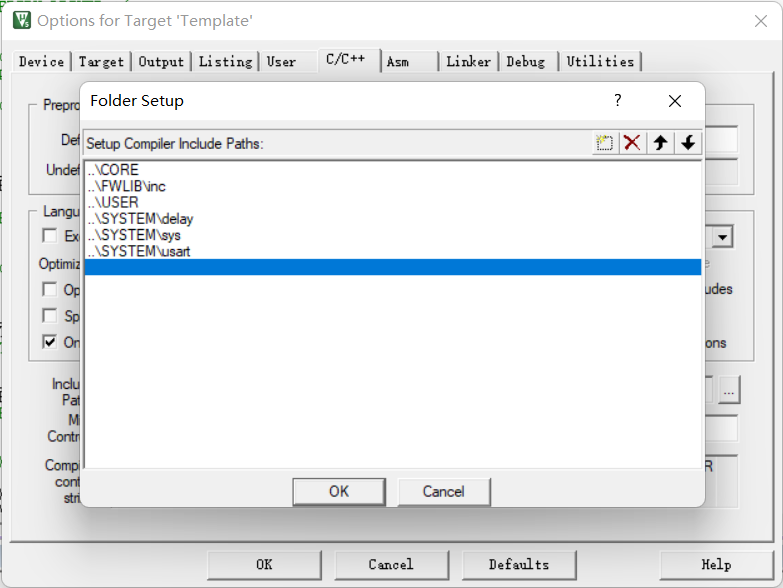 Options for Target 'Template'
Device Target Output Listing User C/C++ Asm Linker Debug Utilities
Folder Setup
?
Setup Compiler Include Paths:
..\CORE
..\FWLIB\inc
..\USER
..\SYSTEM\delay
..\SYSTEM\sys
..\SYSTEM\usart
OK Cancel
Prepro
Def
Undef
Langu
Exe
Optimiz
Op
udes
Sp
On
ons
Inclu
Pat
...
M
Contr
Compi
R
cont
stri
OK Cancel Defaults Help